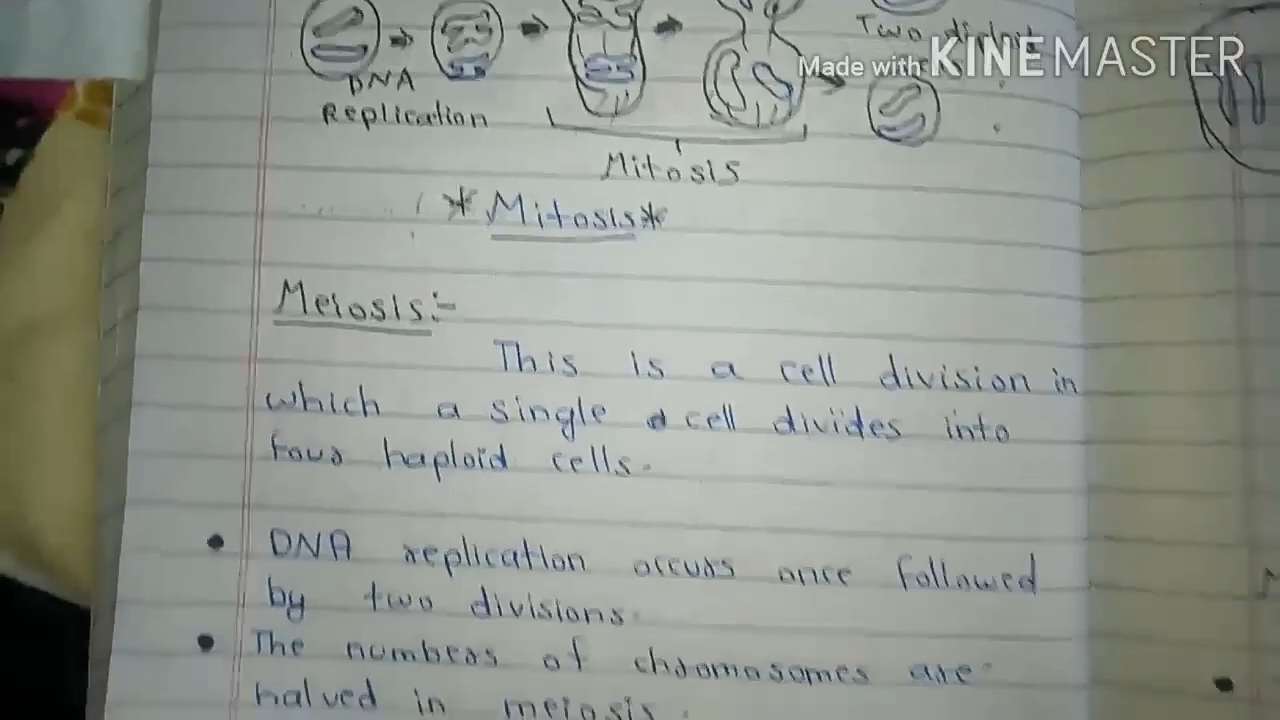 Two diploid
Made with KINEMASTER
DNA
Replication
Mitosis
*Mitosis*
Meiosis:-
This is a cell division in
which a single cell divides into
four haploid cells.
• DNA replication occurs once followed
by two divisions.
• The numbers of chromosomes are
halved in meiosis.